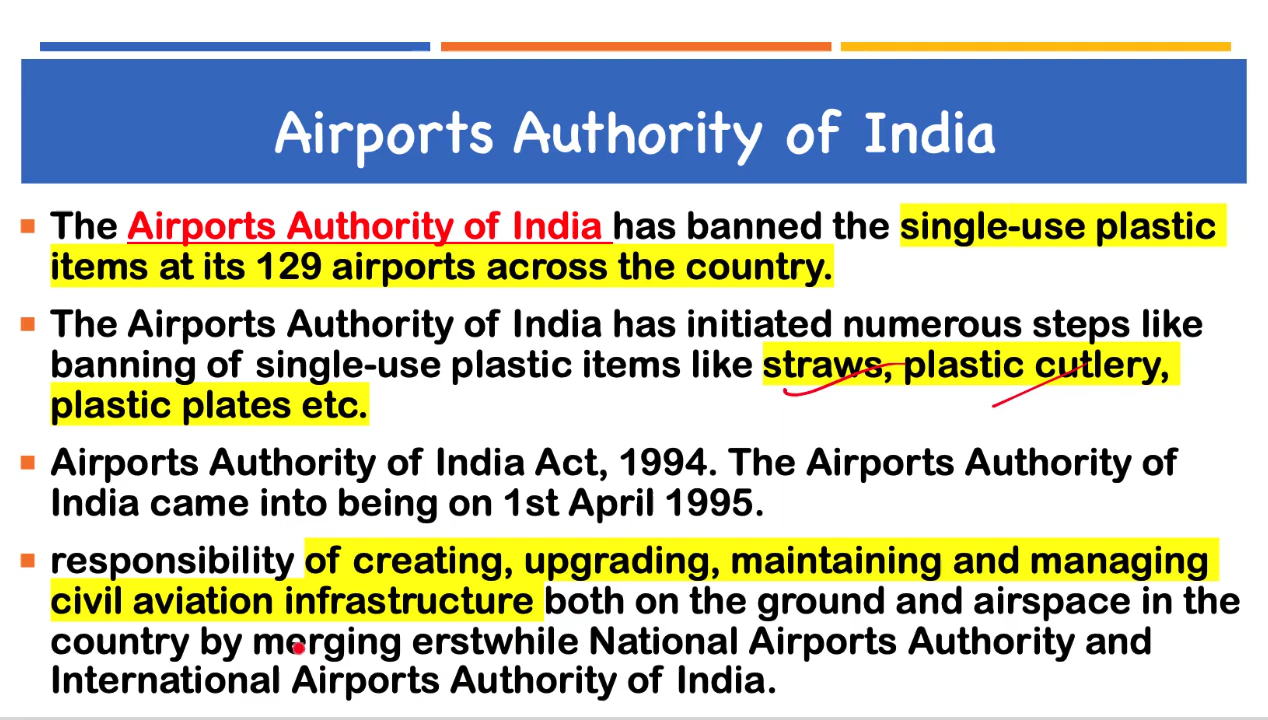 Airports Authority of India
The Airports Authority of India has banned the single-use plastic
items at its 129 airports across the country.
The Airports Authority of India has initiated numerous steps like
banning of single-use plastic items like straws, plastic cutlery,
plastic plates etc.
Airports Authority of India Act, 1994. The Airports Authority of
India came into being on 1st April 1995.
responsibility of creating, upgrading, maintaining and managing
civil aviation infrastructure both on the ground and airspace in the
country by merging erstwhile National Airports Authority and
International Airports Authority of India.